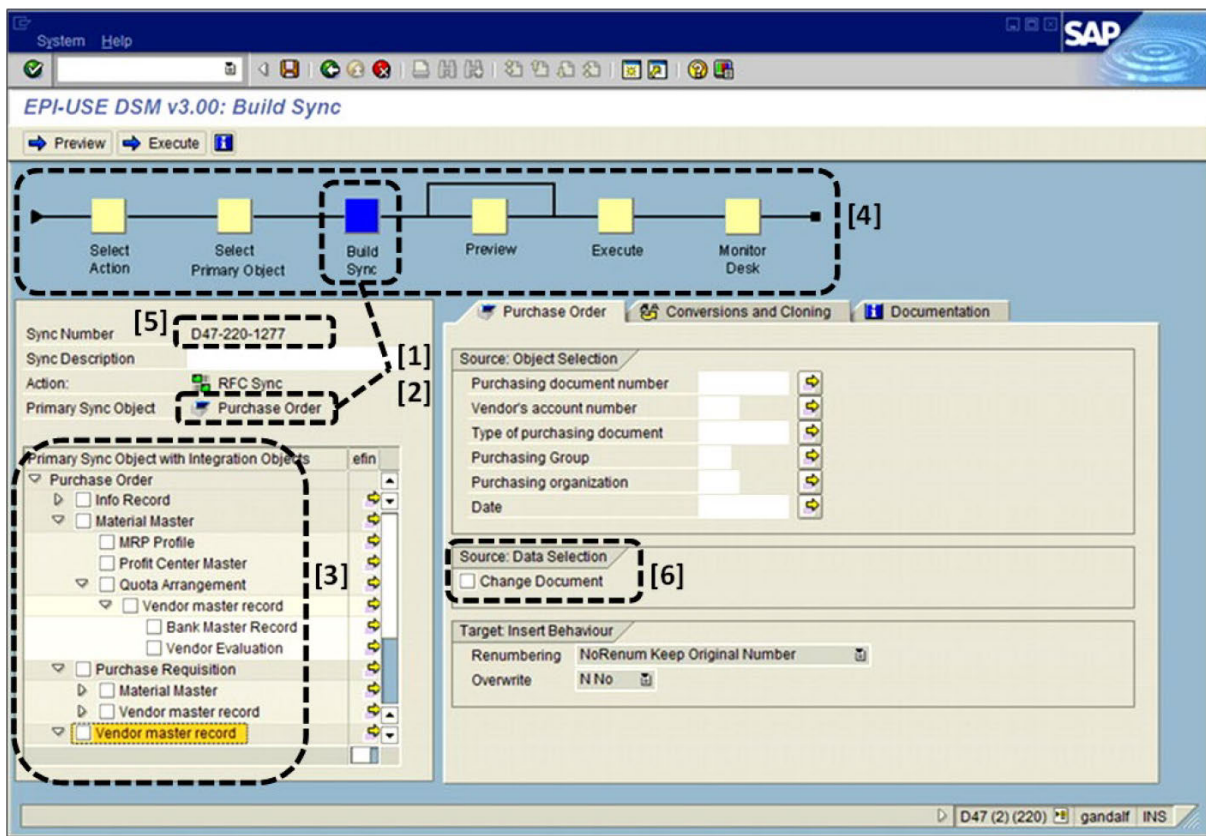 System Help
SAP
EPI-USE DSM v3.00: Build Sync
Preview Execute
[4]
Select Action
Select Primary Object
Build Sync
Preview
Execute
Monitor Desk
Sync Number [5] D47-220-1277
Sync Description [1]
Action: RFC Sync [2]
Primary Sync Object Purchase Order
Primary Sync Object with Integration Objects efin
Purchase Order
Info Record
Material Master
MRP Profile
Profit Center Master
[3]
Quota Arrangement
Vendor master record
Bank Master Record
Vendor Evaluation
Purchase Requisition
Material Master
Vendor master record
Vendor master record
Purchase Order Conversions and Cloning Documentation
Source: Object Selection
Purchasing document number
Vendor's account number
Type of purchasing document
Purchasing Group
Purchasing organization
Date
Source: Data Selection
Change Document [6]
Target: Insert Behaviour
Renumbering NoRenum Keep Original Number
Overwrite N No
D47 (2) (220) gandalf INS